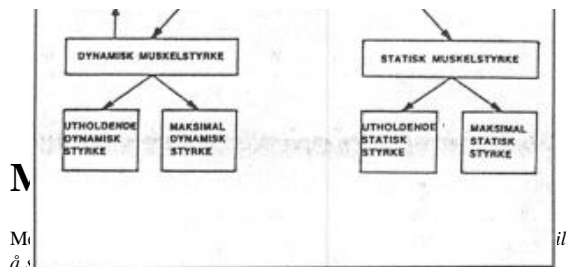 DYNAMISK MUSKELSTYRKE
STATISK MUSKELSTYRKE
UTHOLDENDE
DYNAMISK
STYRKE
MAKSIMAL
DYNAMISK
STYRKE
UTHOLDENDE
STATISK
STYRKE
MAKSIMAL
STATISK
STYRKE